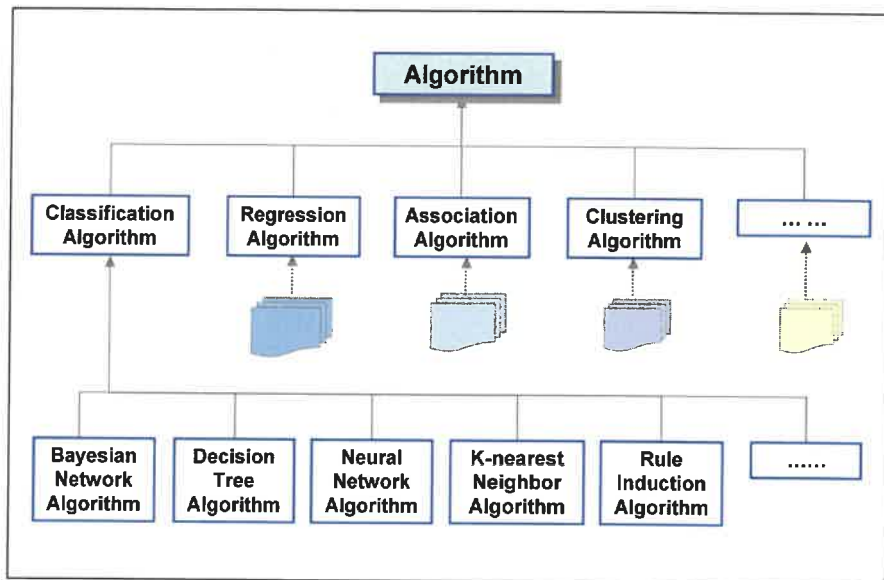 Algorithm
Classification
Algorithm
Regression
Algorithm
Association
Algorithm
Clustering
Algorithm
... ...
Bayesian
Network
Algorithm
Decision
Tree
Algorithm
Neural
Network
Algorithm
K-nearest
Neighbor
Algorithm
Rule
Induction
Algorithm
......